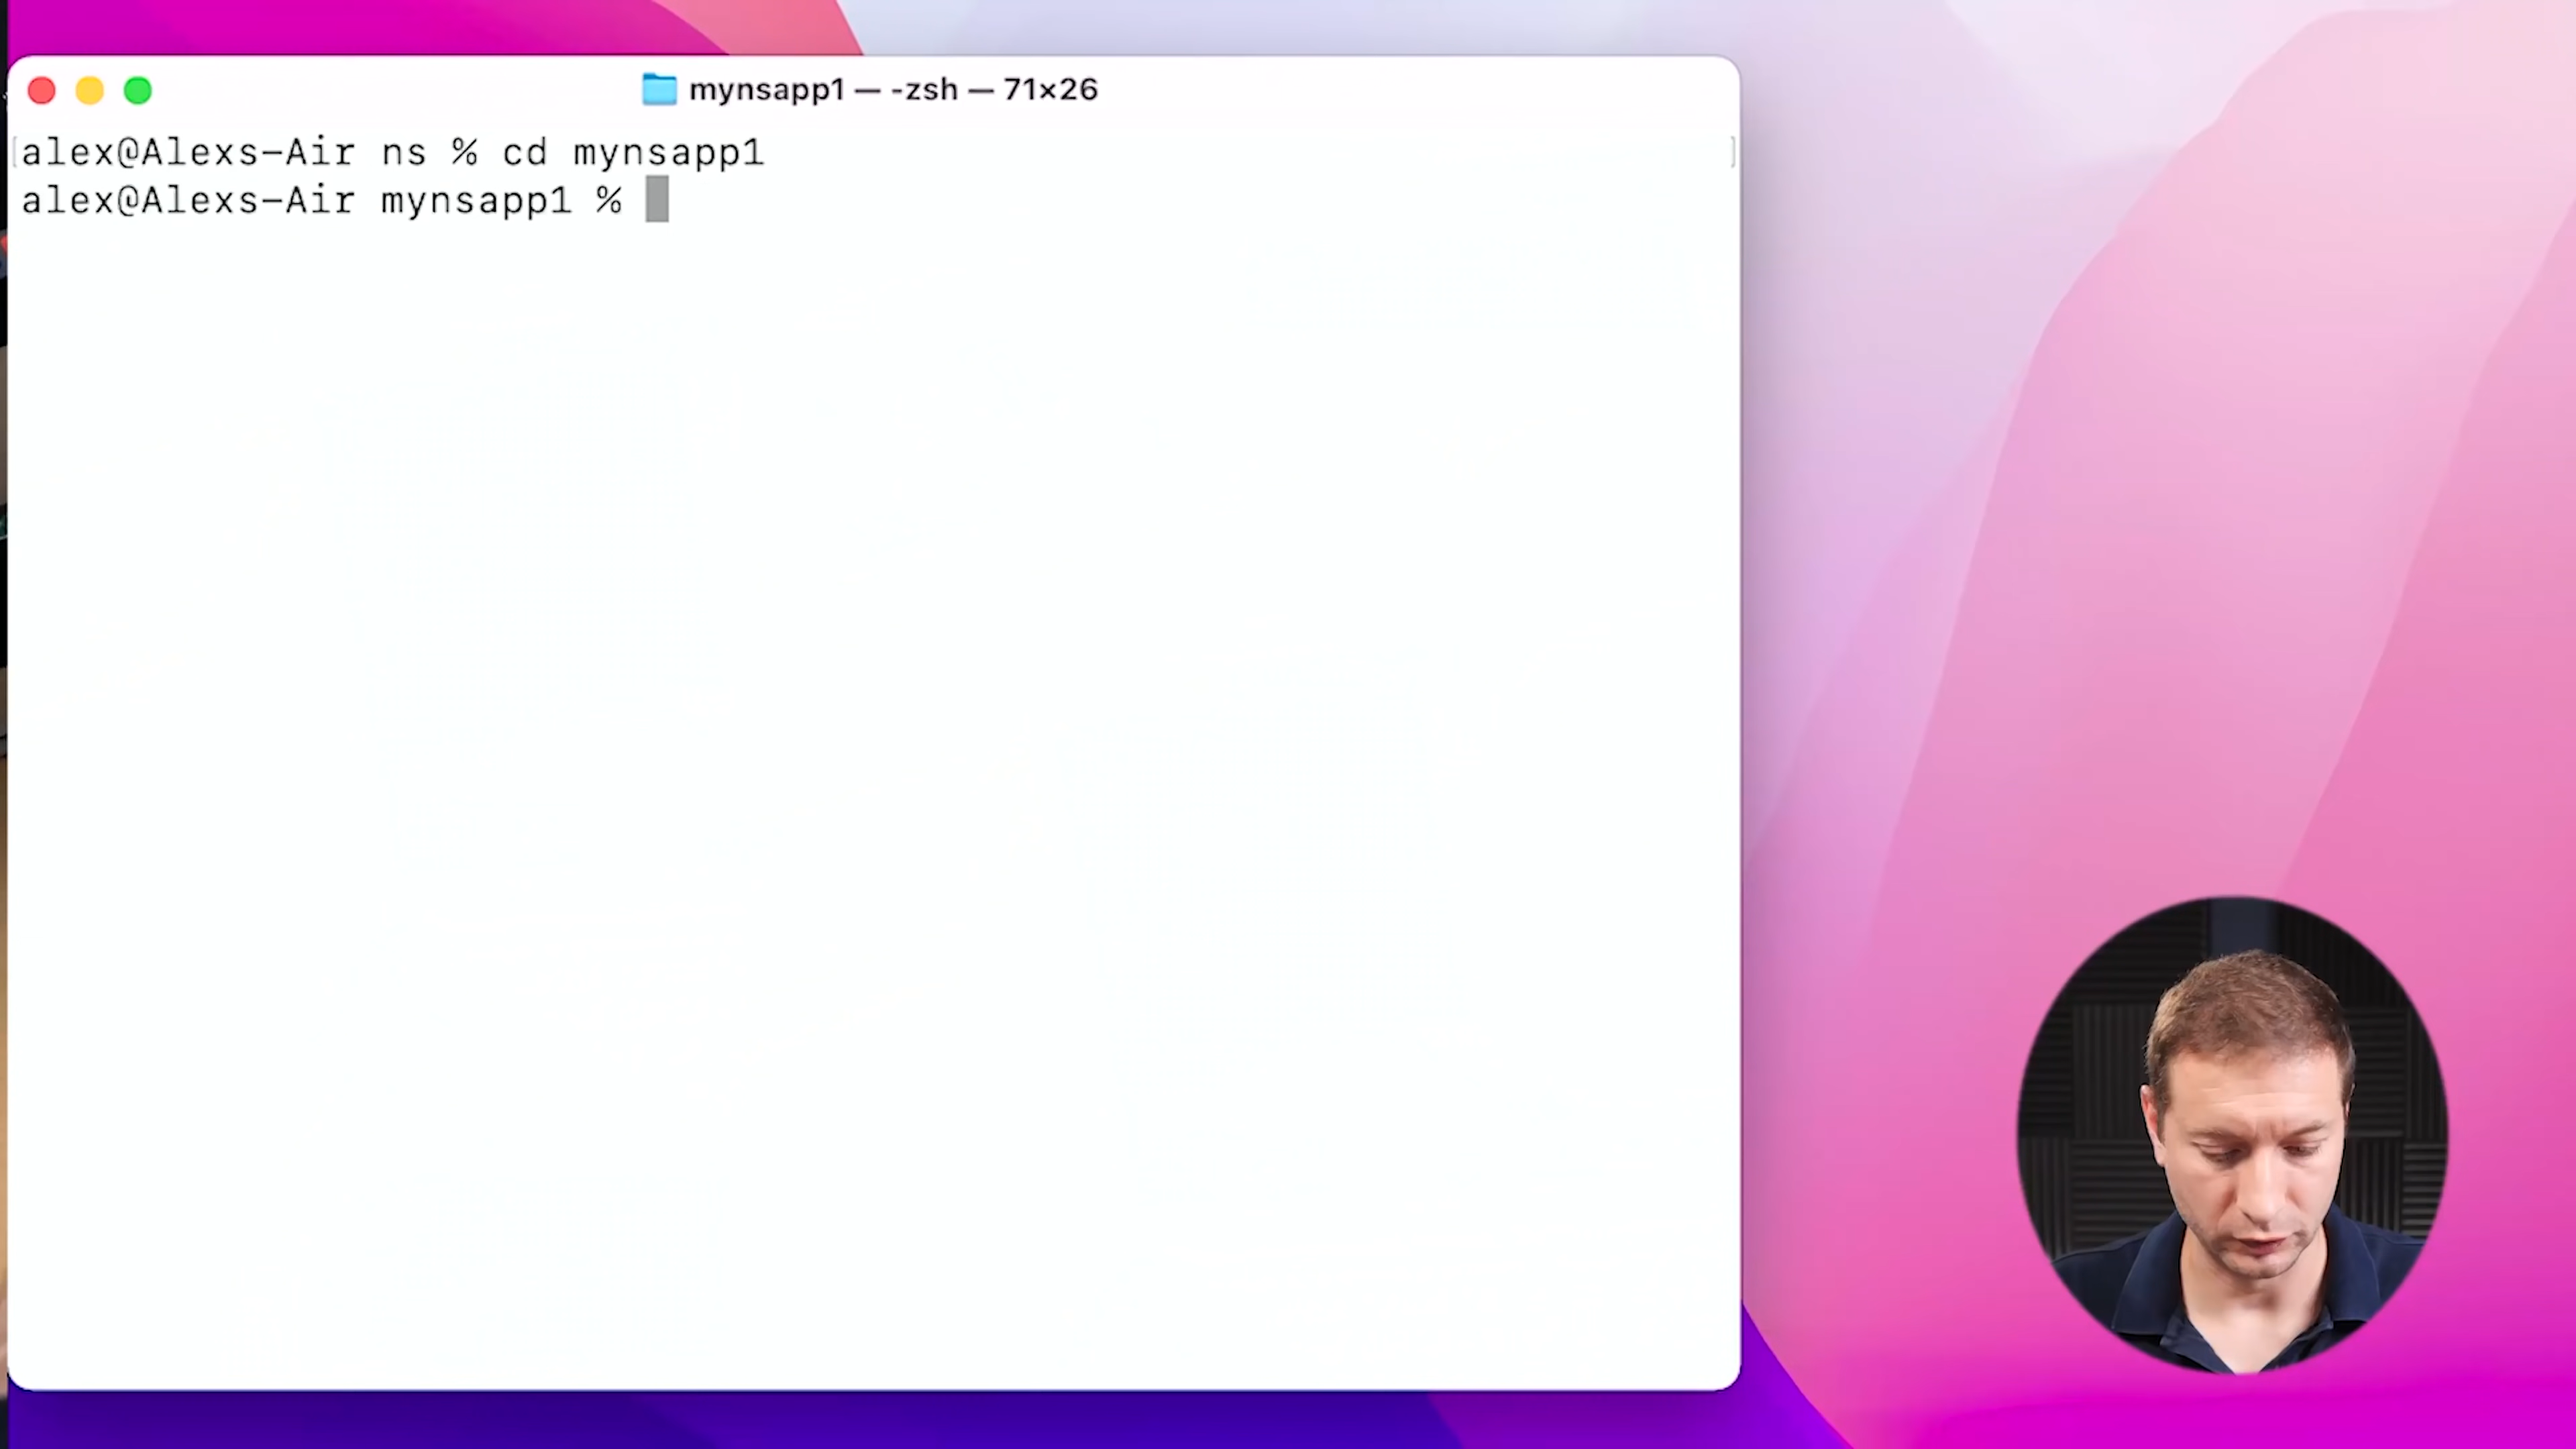 mynsapp1 — -zsh — 71×26
alex@Alexs-Air ns % cd mynsapp1
alex@Alexs-Air mynsapp1 %